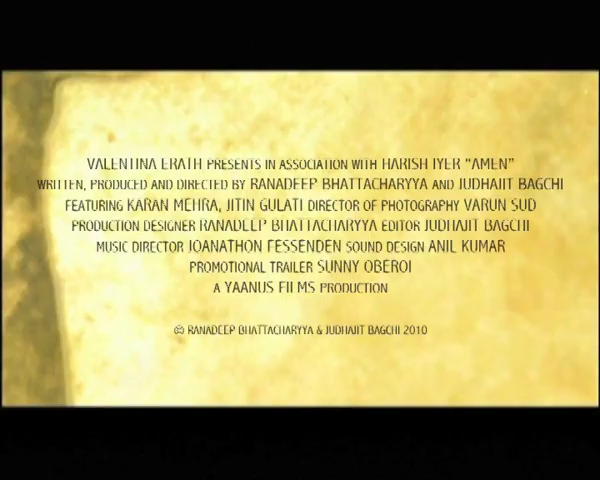 VALENTINA ERATH PRESENTS IN ASSOCIATION WITH HARISH IYER "AMEN"
WRITTEN, PRODUCED AND DIRECTED BY RANADEEP BHATTACHARYYA AND JUDHAJIT BAGCHI
FEATURING KARAN MEHRA, JITIN GULATI DIRECTOR OF PHOTOGRAPHY VARUN SUD
PRODUCTION DESIGNER RANADEEP BHATTACHARYYA EDITOR JUDHAJIT BAGCHI
MUSIC DIRECTOR JOANATHON FESSENDEN SOUND DESIGN ANIL KUMAR
PROMOTIONAL TRAILER SUNNY OBEROI
A YAANUS FILMS PRODUCTION
© RANADEEP BHATTACHARYYA & JUDHAJIT BAGCHI 2010